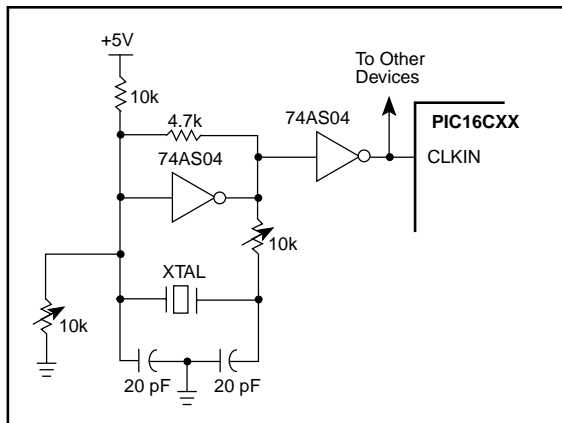 +5V
To Other
Devices
10k
4.7k
74AS04
PIC16CXX
74AS04
CLKIN
10k
XTAL
10k
20 pF
20 pF